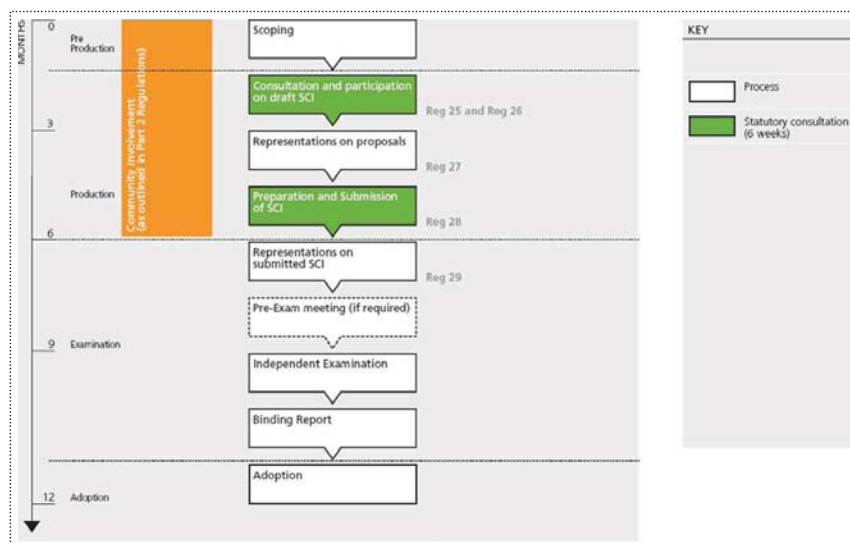 MONTHS
0
Pre
Production
Community Involvement
(as outlined in Part 2 Regulations)
Scoping
Consultation and participation
on draft SCI
Reg 25 and Reg 26
3
Representations on proposals
Reg 27
Production
Preparation and Submission
of SCI
Reg 28
6
Representations on
submitted SCI
Reg 29
Pre-Exam meeting (if required)
9
Examination
Independent Examination
Binding Report
Adoption
12
Adoption
KEY
Process
Statutory consultation
(6 weeks)